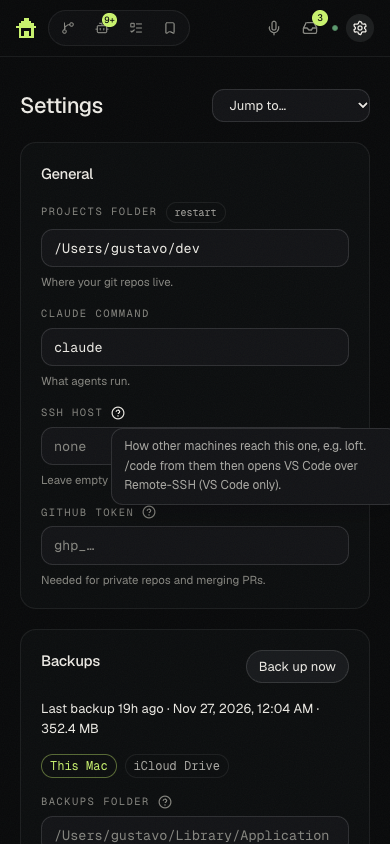 9+
3
Settings
Jump to…
General
PROJECTS FOLDER restart
/Users/gustavo/dev
Where your git repos live.
CLAUDE COMMAND
claude
What agents run.
SSH HOST ?
none
How other machines reach this one, e.g. loft.
/code from them then opens VS Code over
Remote-SSH (VS Code only).
Leave empty
GITHUB TOKEN ?
ghp_…
Needed for private repos and merging PRs.
Backups
Back up now
Last backup 19h ago · Nov 27, 2026, 12:04 AM ·
352.4 MB
This Mac
iCloud Drive
BACKUPS FOLDER ?
/Users/gustavo/Library/Application